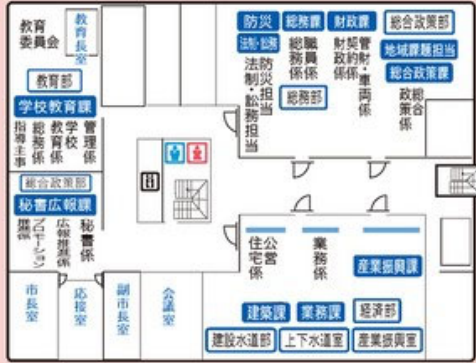 教育
委員会
教育長室
教育部
学校教育課
管理係
学校
教育係
総務係
指導主事
総合政策部
秘書広報課
秘書係
広報推進係
プロモーション
推進係
市長室
応接室
副市長室
会議室
防災
法制・訟務
防災担当
法制・訟務担当
総務課
職員係
総務係
総務部
財政課
管財・車両係
契約係
財政係
総合政策部
地域課題担当
総合政策課
総合
政策係
公営
住宅係
業務係
産業振興課
建築課
業務課
経済部
建設水道部
上下水道室
産業振興室